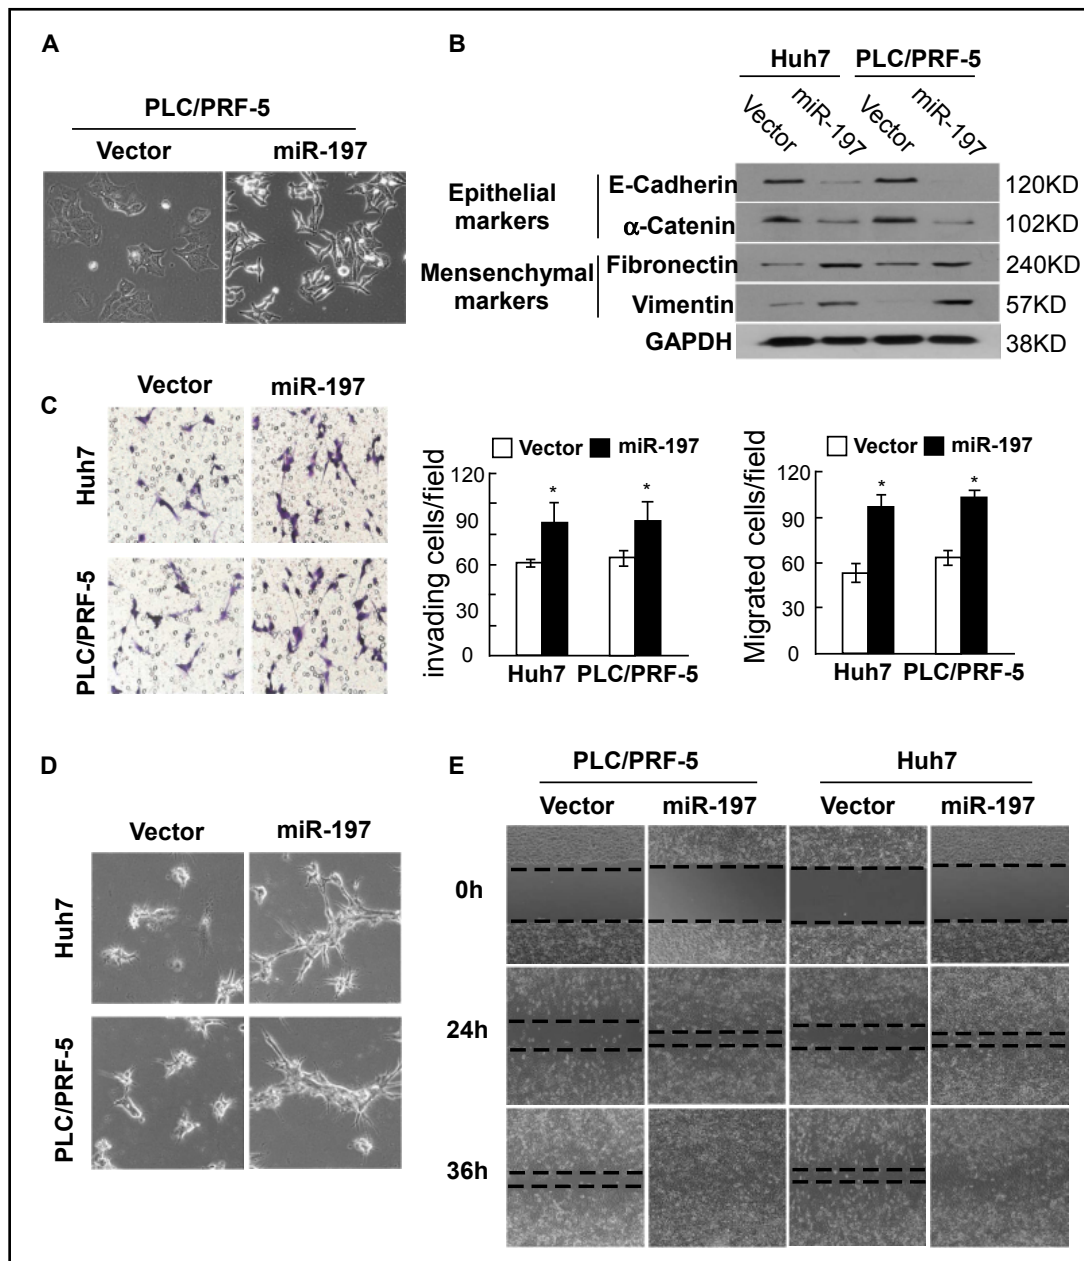 A
PLC/PRF-5
Vector miR-197
B
Huh7 PLC/PRF-5
Vector miR-197 Vector miR-197
Epithelial markers
E-Cadherin 120KD
α-Catenin 102KD
Mensenchymal markers
Fibronectin 240KD
Vimentin 57KD
GAPDH 38KD
C
Vector miR-197
Huh7
PLC/PRF-5
Vector miR-197
invading cells/field
120
90
60
30
0
* *
Huh7 PLC/PRF-5
Vector miR-197
Migrated cells/field
120
90
60
30
0
* *
Huh7 PLC/PRF-5
D
Vector miR-197
Huh7
PLC/PRF-5
E
PLC/PRF-5 Huh7
Vector miR-197 Vector miR-197
0h
24h
36h